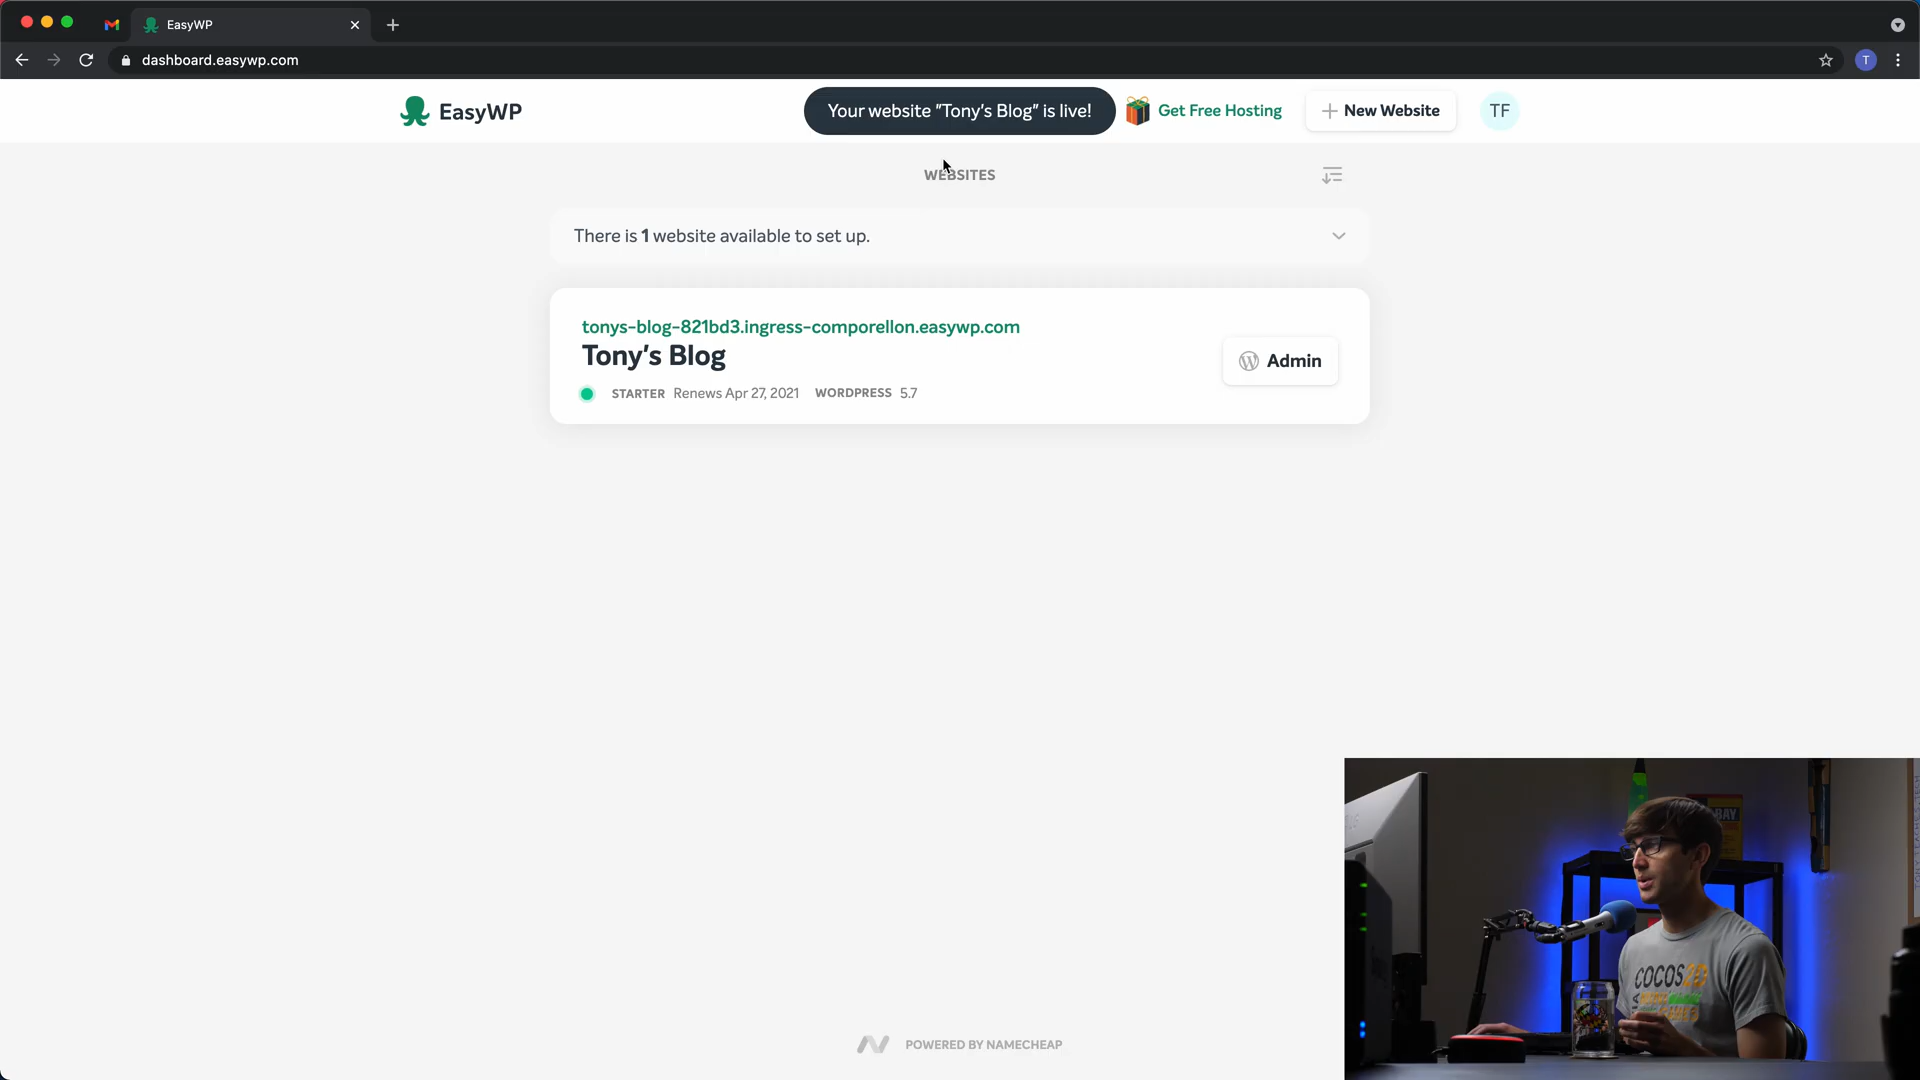 EasyWP
dashboard.easywp.com
T
EasyWP
Your website "Tony's Blog" is live!
Get Free Hosting
New Website
TF
WEBSITES
There is 1 website available to set up.
tonys-blog-821bd3.ingress-comporellon.easywp.com
Tony's Blog
STARTER Renews Apr 27, 2021 WORDPRESS 5.7
Admin
POWERED BY NAMECHEAP
BAY
COCOS2D